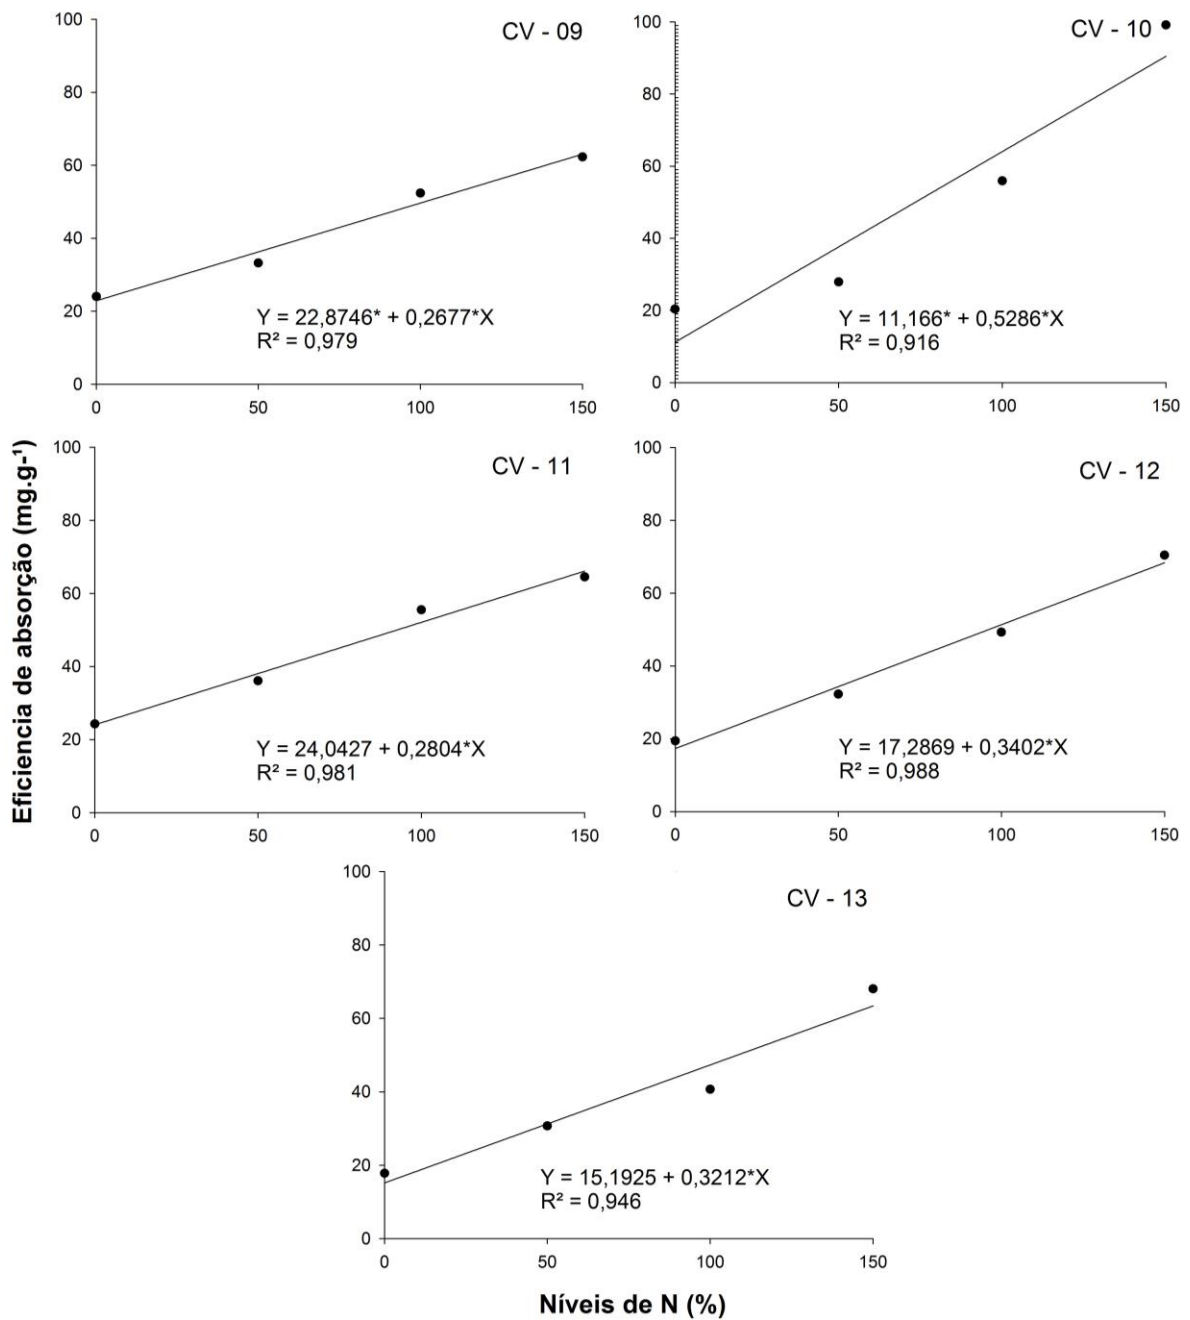 CV - 09
100
80
60
40
20
0
0 50 100 150
Y = 22,8746* + 0,2677*X
R² = 0,979
CV - 10
100
80
60
40
20
0
0 50 100 150
Y = 11,166* + 0,5286*X
R² = 0,916
Eficiencia de absorção (mg.g-¹)
CV - 11
100
80
60
40
20
0
0 50 100 150
Y = 24,0427 + 0,2804*X
R² = 0,981
CV - 12
100
80
60
40
20
0
0 50 100 150
Y = 17,2869 + 0,3402*X
R² = 0,988
CV - 13
100
80
60
40
20
0
0 50 100 150
Y = 15,1925 + 0,3212*X
R² = 0,946
Níveis de N (%)